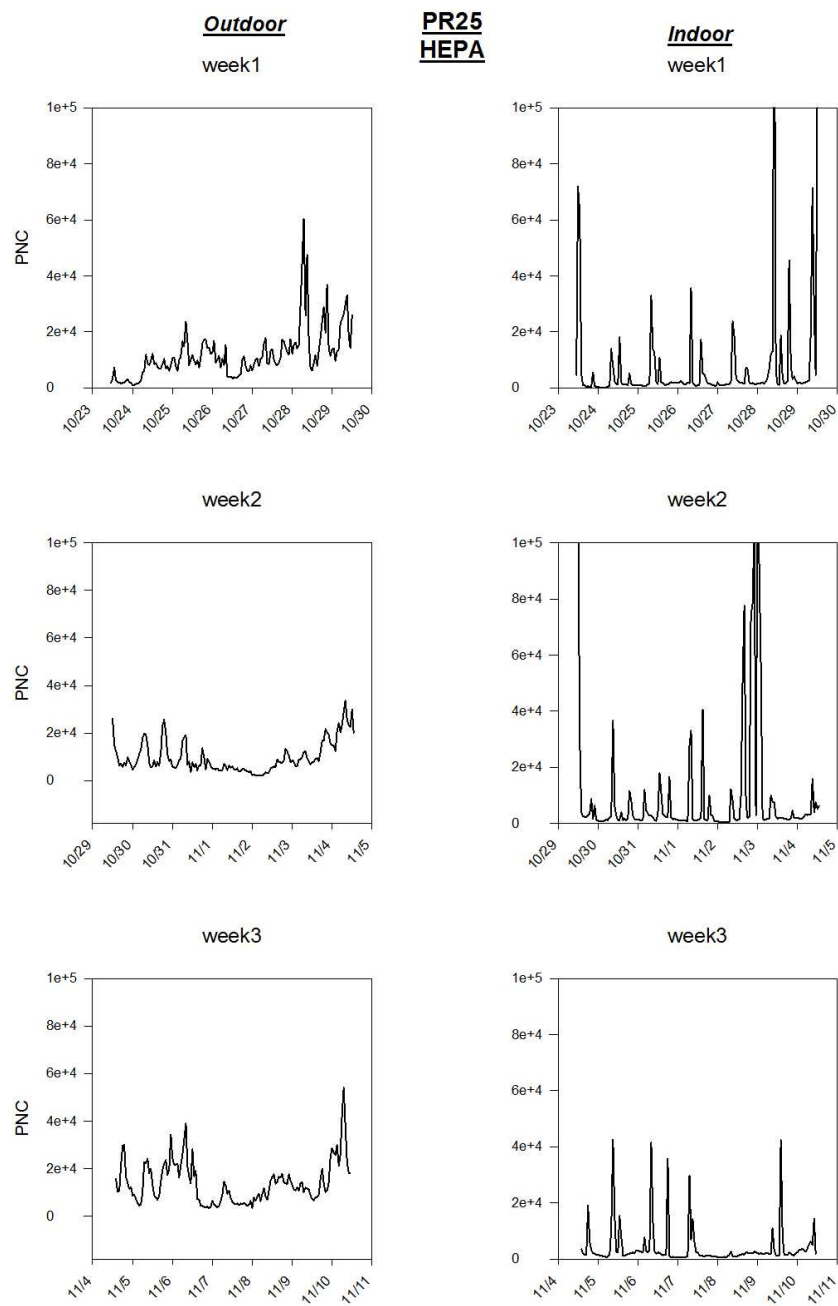 Outdoor
PR25
HEPA
Indoor
week1
week1
PNC
1e+5
8e+4
6e+4
4e+4
2e+4
0
10/23
10/24
10/25
10/26
10/27
10/28
10/29
10/30
1e+5
8e+4
6e+4
4e+4
2e+4
0
10/23
10/24
10/25
10/26
10/27
10/28
10/29
10/30
week2
week2
PNC
1e+5
8e+4
6e+4
4e+4
2e+4
0
10/29
10/30
10/31
11/1
11/2
11/3
11/4
11/5
1e+5
8e+4
6e+4
4e+4
2e+4
0
10/29
10/30
10/31
11/1
11/2
11/3
11/4
11/5
week3
week3
PNC
1e+5
8e+4
6e+4
4e+4
2e+4
0
11/4
11/5
11/6
11/7
11/8
11/9
11/10
11/11
1e+5
8e+4
6e+4
4e+4
2e+4
0
11/4
11/5
11/6
11/7
11/8
11/9
11/10
11/11